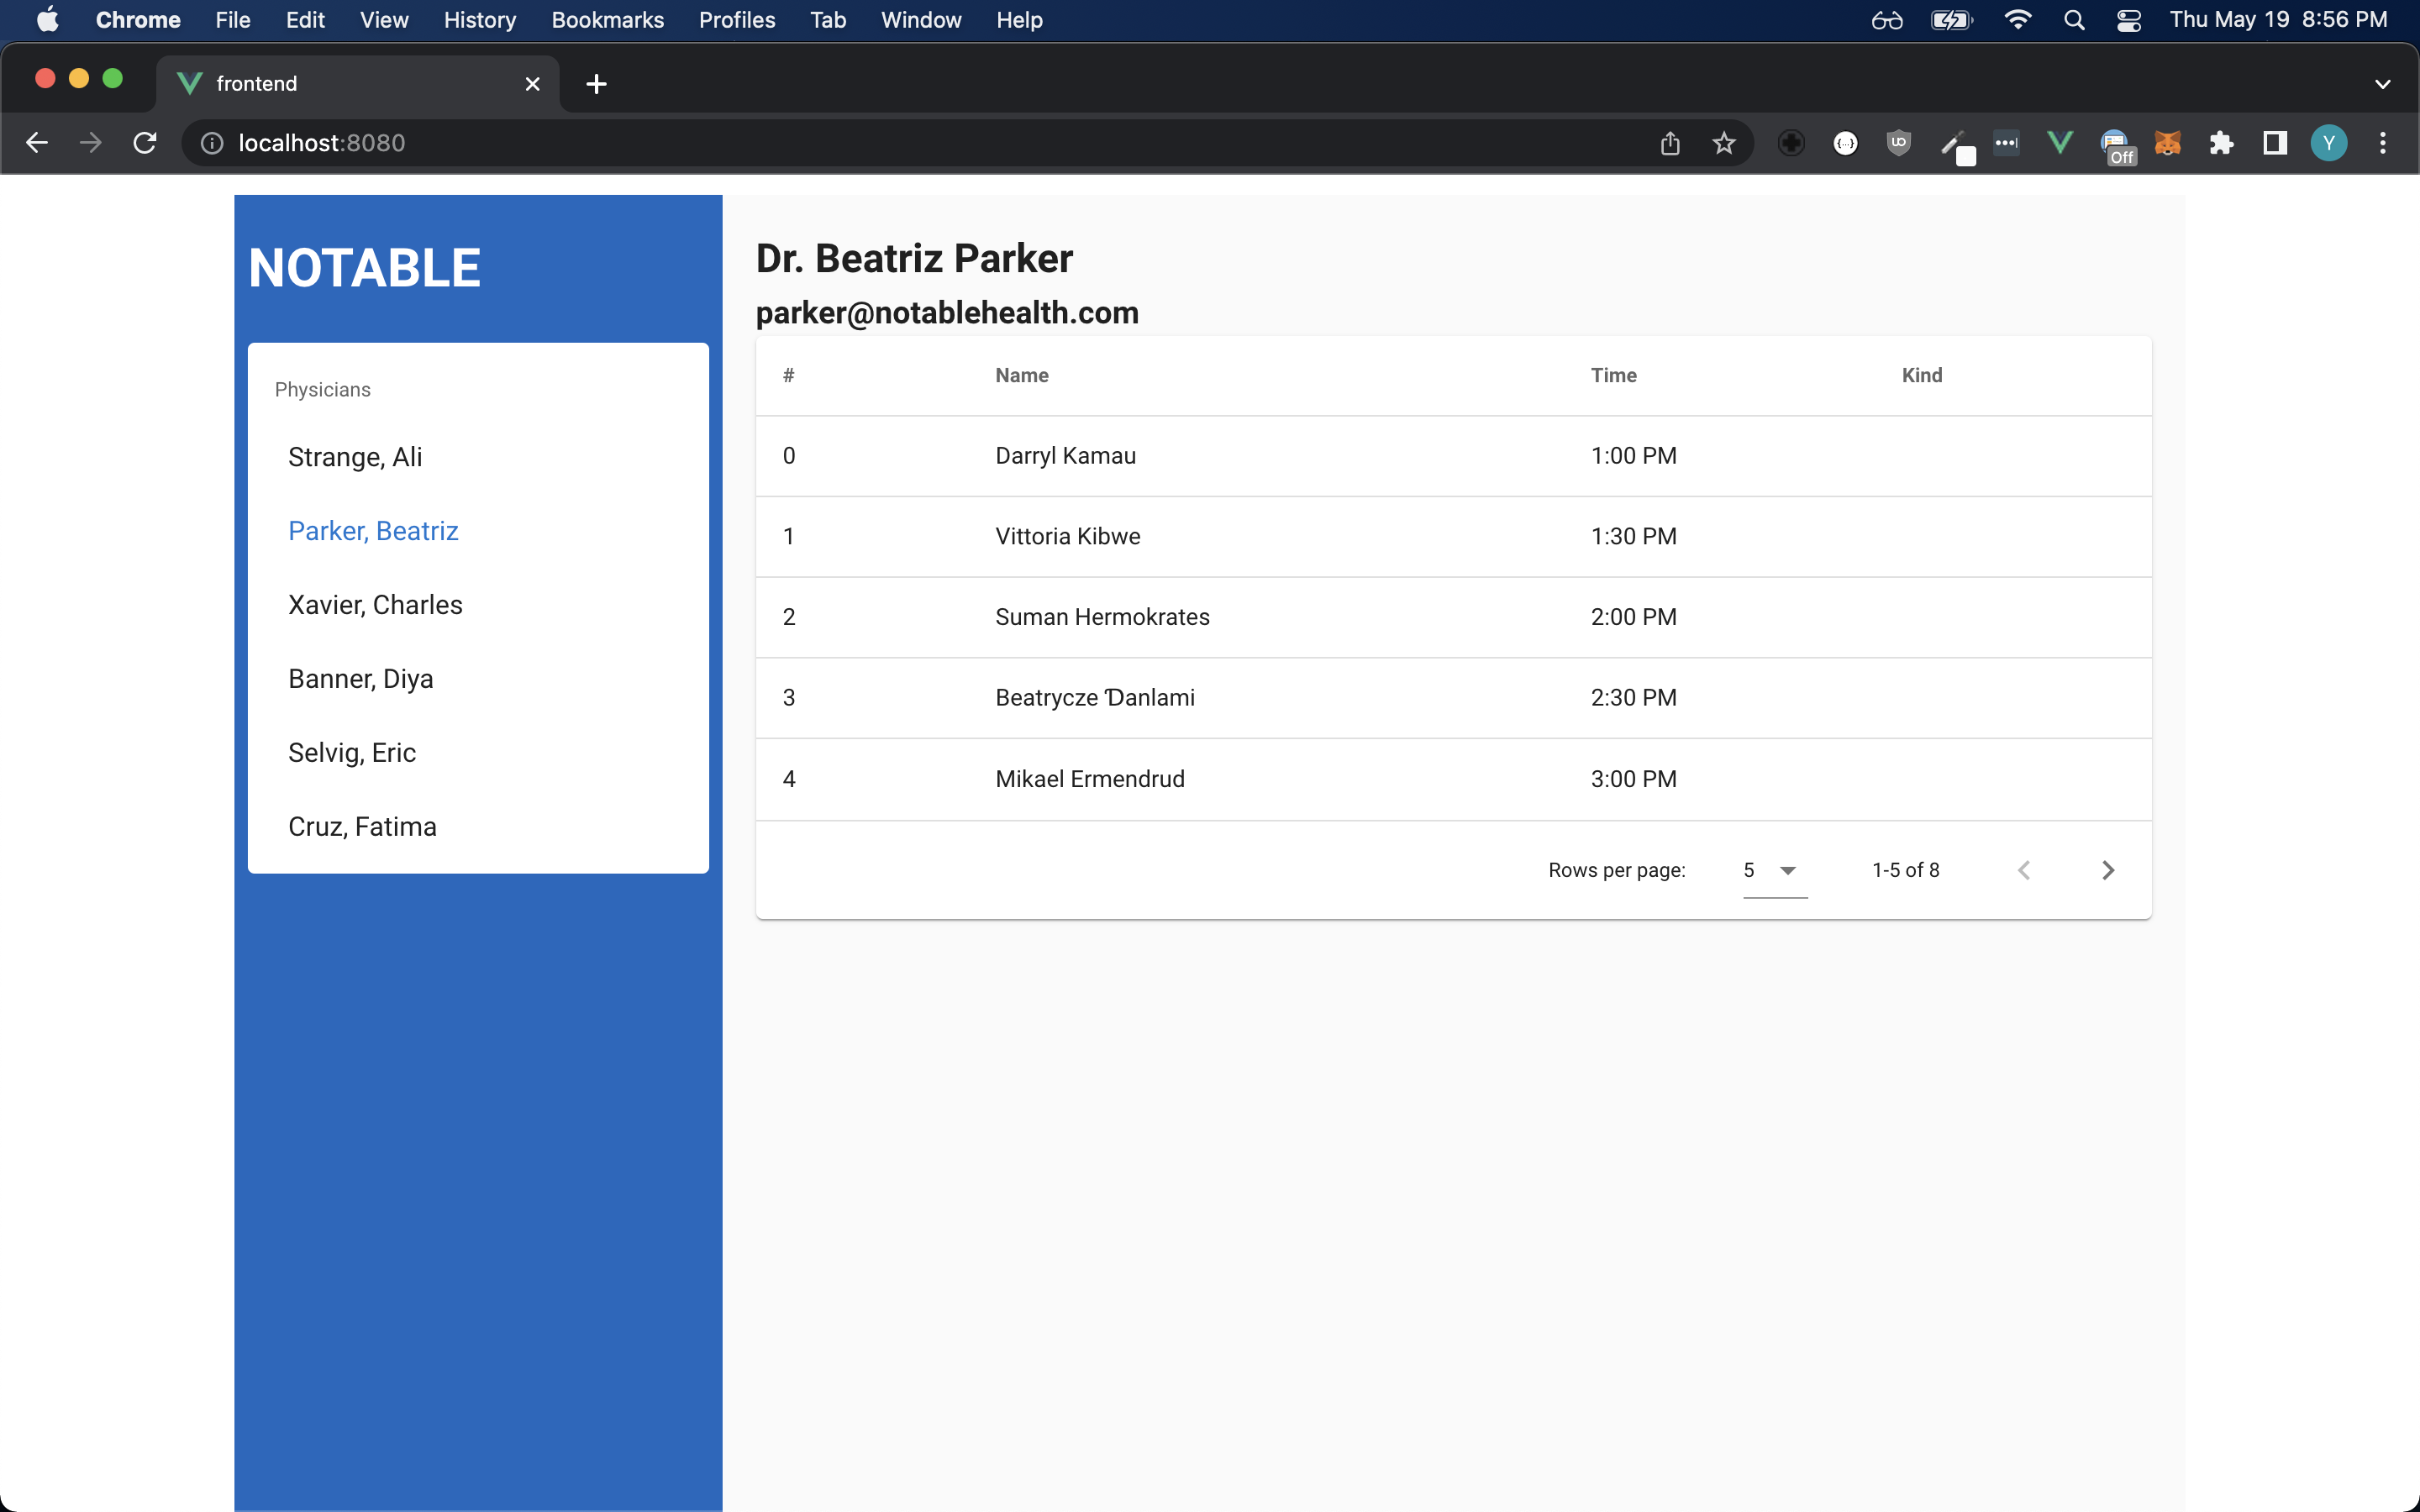 Chrome File Edit View History Bookmarks Profiles Tab Window Help Thu May 19 8:56 PM
frontend
localhost:8080 Off Y
NOTABLE
Physicians
Strange, Ali
Parker, Beatriz
Xavier, Charles
Banner, Diya
Selvig, Eric
Cruz, Fatima
Dr. Beatriz Parker
parker@notablehealth.com
# Name Time Kind
0 Darryl Kamau 1:00 PM
1 Vittoria Kibwe 1:30 PM
2 Suman Hermokrates 2:00 PM
3 Beatrycze Ɗanlami 2:30 PM
4 Mikael Ermendrud 3:00 PM
Rows per page: 5 1-5 of 8